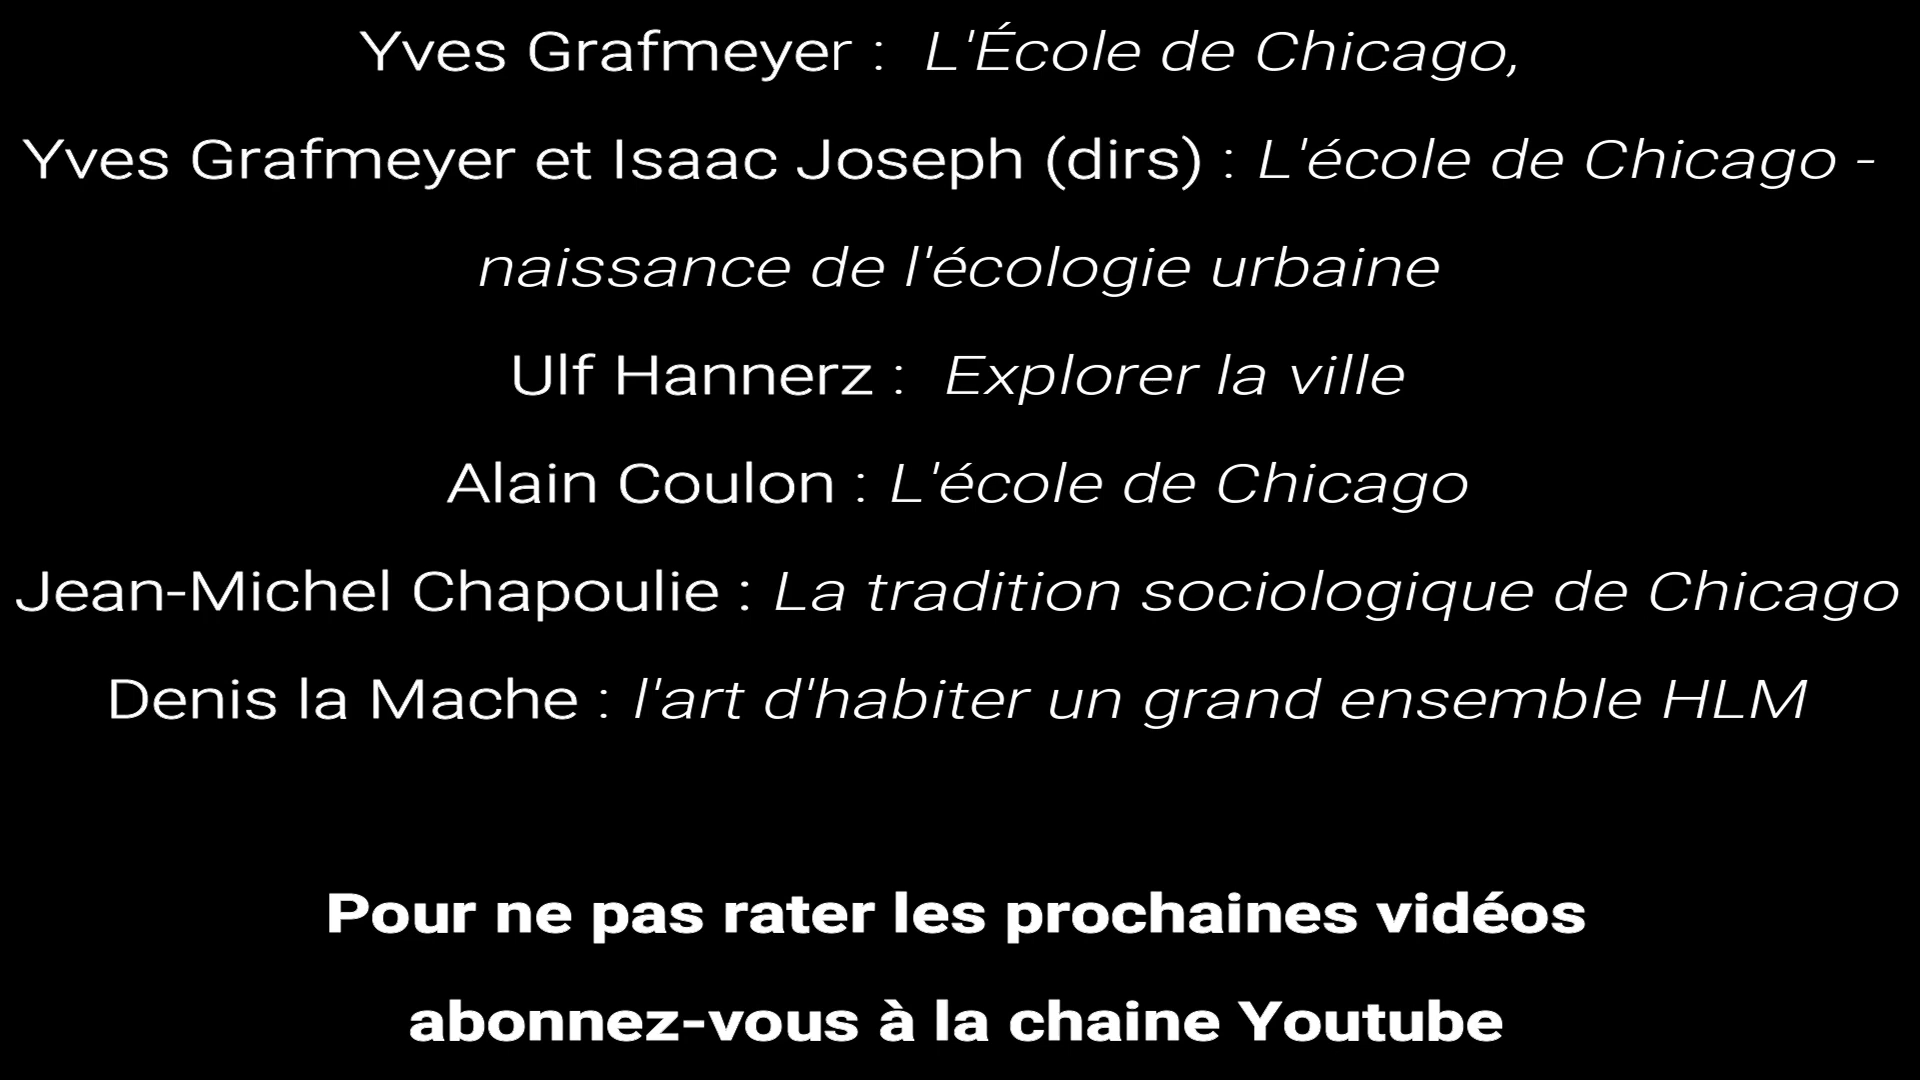 Yves Grafmeyer :  L'École de Chicago,
Yves Grafmeyer et Isaac Joseph (dirs) : L'école de Chicago -
naissance de l'écologie urbaine
Ulf Hannerz :  Explorer la ville
Alain Coulon : L'école de Chicago
Jean-Michel Chapoulie : La tradition sociologique de Chicago
Denis la Mache : l'art d'habiter un grand ensemble HLM
Pour ne pas rater les prochaines vidéos
abonnez-vous à la chaine Youtube